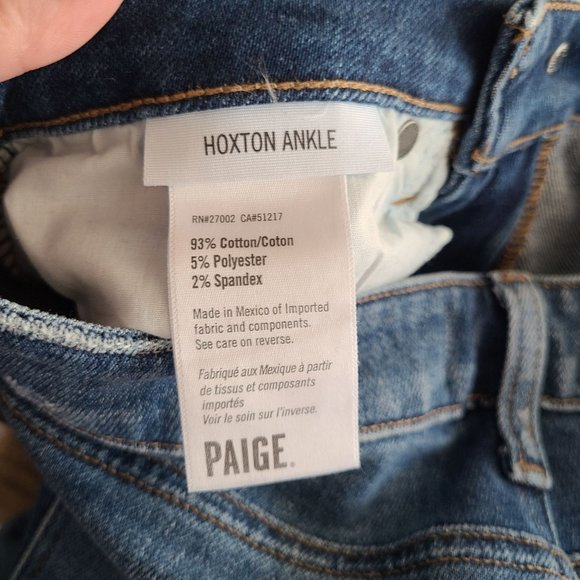 HOXTON ANKLE
RN#27002 CA#51217
93% Cotton/Coton
5% Polyester
2% Spandex
Made in Mexico of Imported
fabric and components.
See care on reverse.
Fabriqué aux Mexique à partir
de tissus et composants
importés
Voir le soin sur l'inverse.
PAIGE.